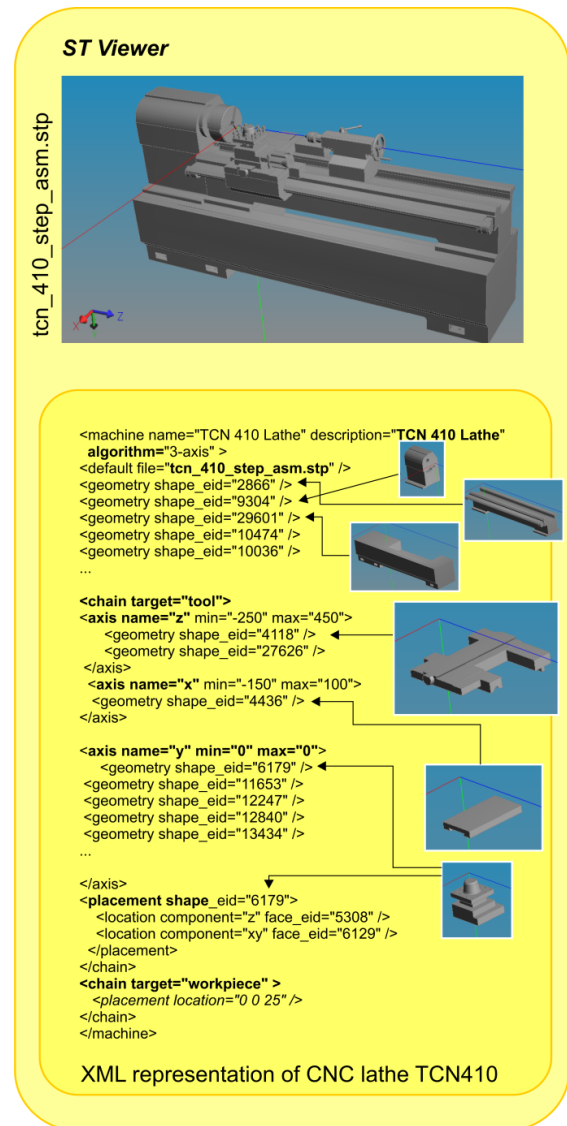 ST Viewer
tcn_410_step_asm.stp
X
Z
<machine name="TCN 410 Lathe" description="TCN 410 Lathe"
algorithm="3-axis" >
<default file="tcn_410_step_asm.stp" />
<geometry shape_eid="2866" />
<geometry shape_eid="9304" />
<geometry shape_eid="29601" />
<geometry shape_eid="10474" />
<geometry shape_eid="10036" />
...
<chain target="tool">
<axis name="z" min="-250" max="450">
<geometry shape_eid="4118" />
<geometry shape_eid="27626" />
</axis>
<axis name="x" min="-150" max="100">
<geometry shape_eid="4436" />
</axis>
<axis name="y" min="0" max="0">
<geometry shape_eid="6179" />
<geometry shape_eid="11653" />
<geometry shape_eid="12247" />
<geometry shape_eid="12840" />
<geometry shape_eid="13434" />
...
</axis>
<placement shape_eid="6179">
<location component="z" face_eid="5308" />
<location component="xy" face_eid="6129" />
</placement>
</chain>
<chain target="workpiece" >
<placement location="0 0 25" />
</chain>
</machine>
XML representation of CNC lathe TCN410